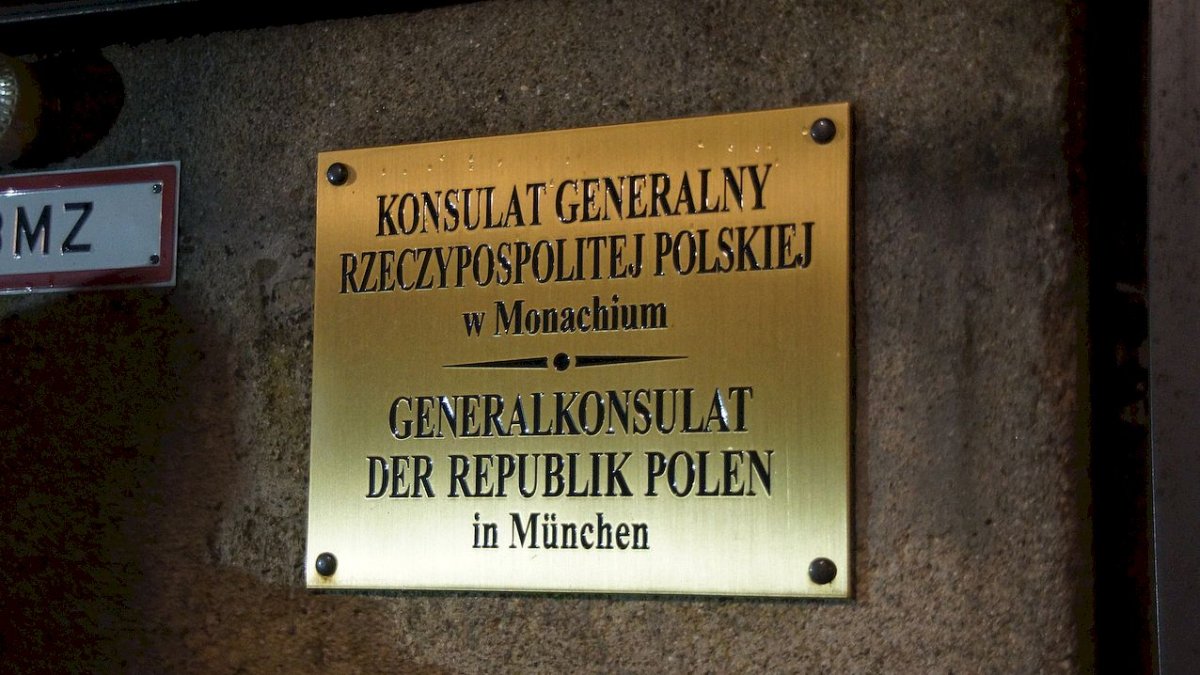 BMZ
KONSULAT GENERALNY
RZECZYPOSPOLITEJ POLSKIEJ
w Monachium
GENERALKONSULAT
DER REPUBLIK POLEN
in München